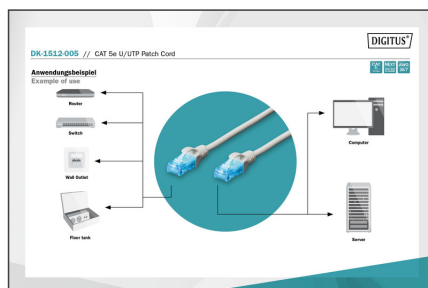 DIGITUS®
DK-1512-005 // CAT 5e U/UTP Patch Cord
Anwendungsbeispiel
Example of use
Router
Switch
Wall Outlet
Floor tank
Computer
Server